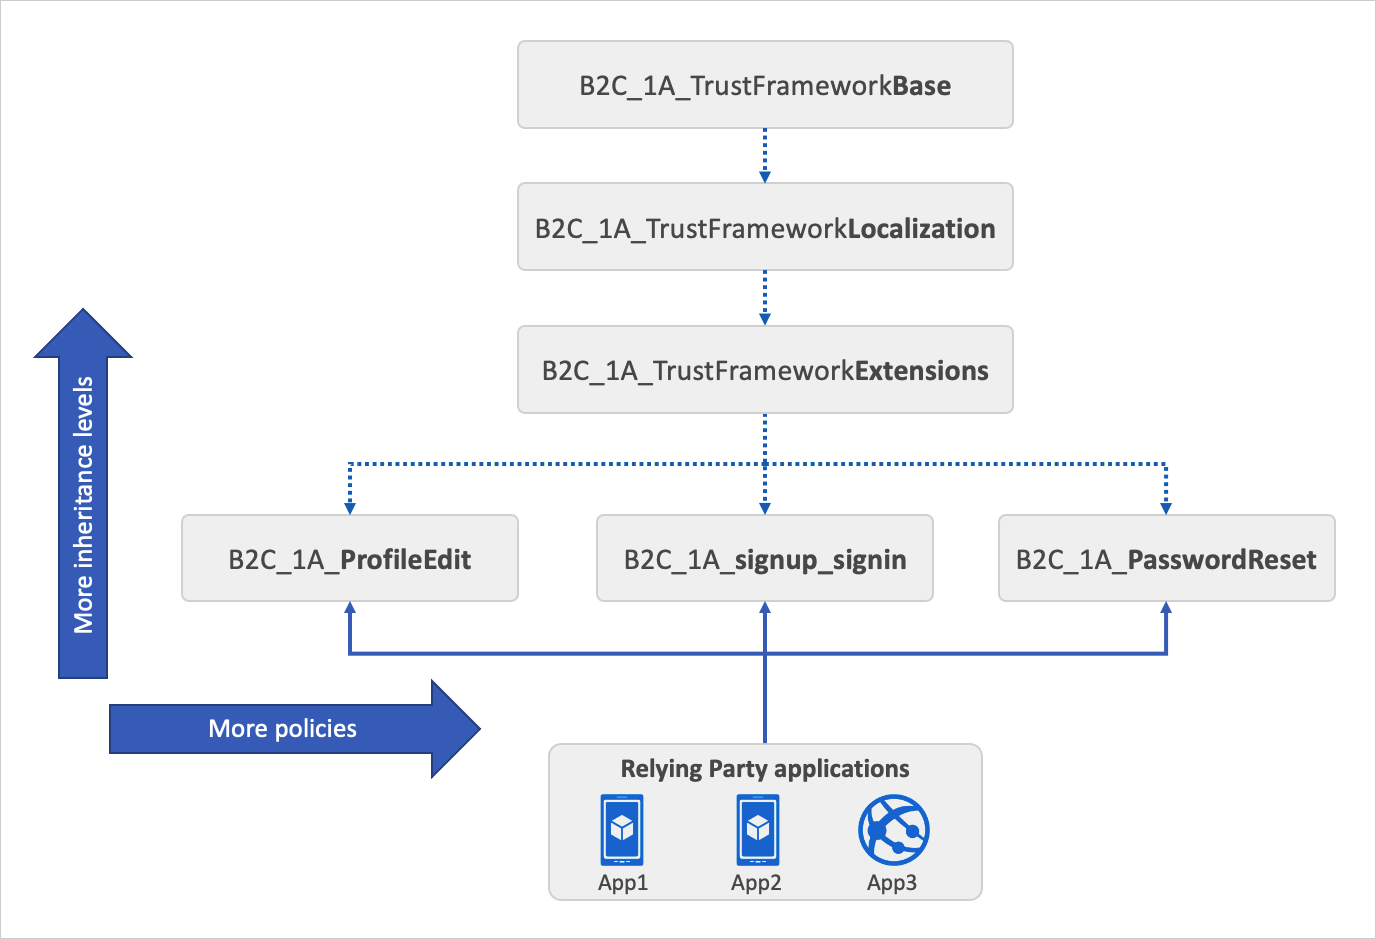 B2C_1A_TrustFrameworkBase
B2C_1A_TrustFrameworkLocalization
B2C_1A_TrustFrameworkExtensions
More inheritance levels
B2C_1A_ProfileEdit
B2C_1A_signup_signin
B2C_1A_PasswordReset
More policies
Relying Party applications
App1
App2
App3